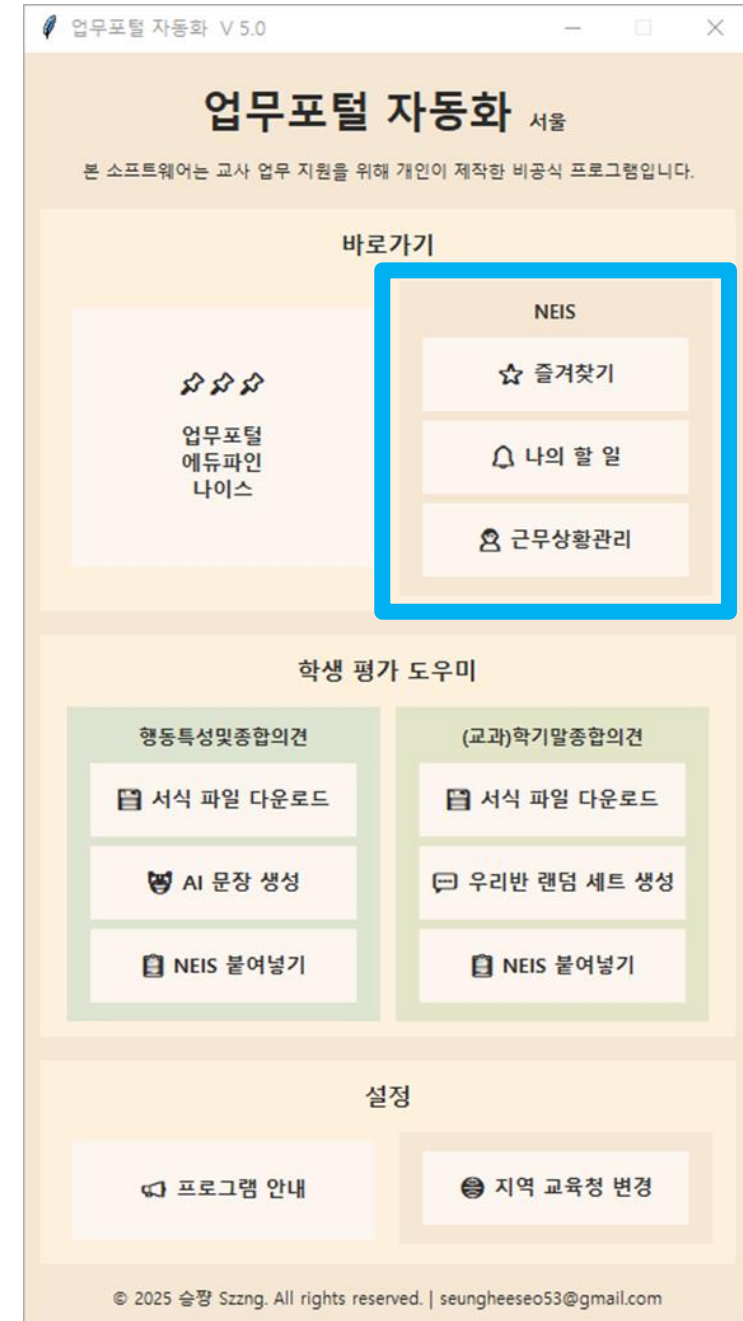 업무포털 자동화 V 5.0
업무포털 자동화 서울
본 소프트웨어는 교사 업무 지원을 위해 개인이 제작한 비공식 프로그램입니다.
바로가기
업무포털
에듀파인
나이스
NEIS
즐겨찾기
나의 할 일
근무상황관리
학생 평가 도우미
행동특성및종합의견
서식 파일 다운로드
AI 문장 생성
NEIS 붙여넣기
(교과)학기말종합의견
서식 파일 다운로드
우리반 랜덤 세트 생성
NEIS 붙여넣기
설정
프로그램 안내
지역 교육청 변경
© 2025 승쨩 Szzng. All rights reserved. | seungheeseo53@gmail.com